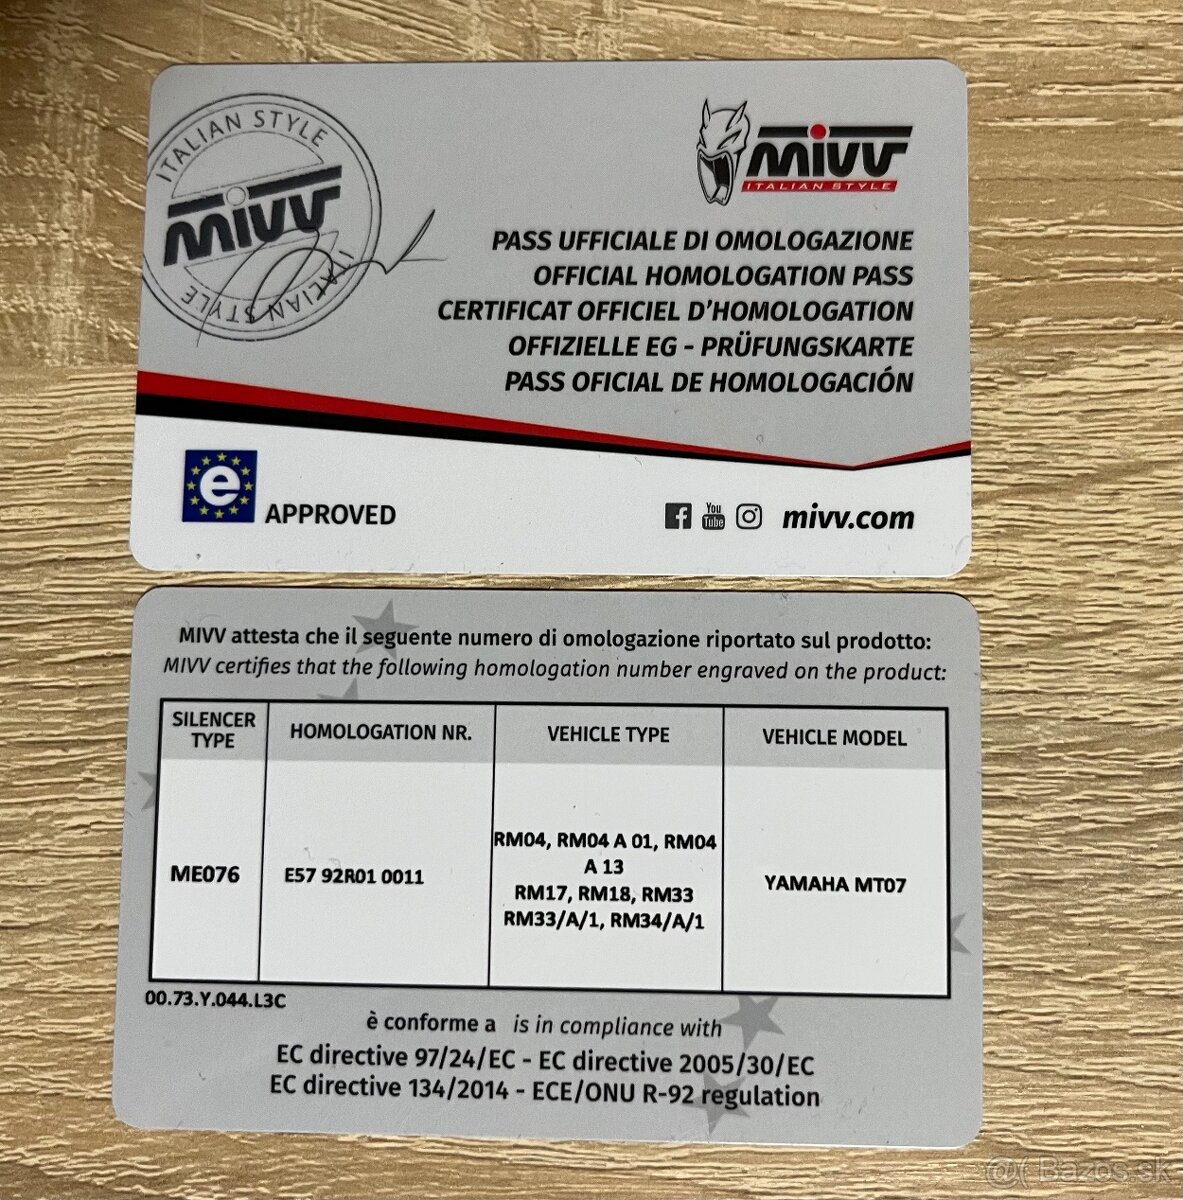 ITALIAN STYLE
mivv
ITALIAN STYLE
mivv
ITALIAN STYLE
PASS UFFICIALE DI OMOLOGAZIONE
OFFICIAL HOMOLOGATION PASS
CERTIFICAT OFFICIEL D'HOMOLOGATION
OFFIZIELLE EG - PRÜFUNGSKARTE
PASS OFICIAL DE HOMOLOGACIÓN
e APPROVED
f You Tube mivv.com
MIVV attesta che il seguente numero di omologazione riportato sul prodotto:
MIVV certifies that the following homologation number engraved on the product:
SILENCER TYPE
HOMOLOGATION NR.
VEHICLE TYPE
VEHICLE MODEL
ME076
E57 92R01 0011
RM04, RM04 A 01, RM04
A 13
RM17, RM18, RM33
RM33/A/1, RM34/A/1
YAMAHA MT07
00.73.Y.044.L3C
è conforme a is in compliance with
EC directive 97/24/EC - EC directive 2005/30/EC
EC directive 134/2014 - ECE/ONU R-92 regulation
@( Bazos.sk